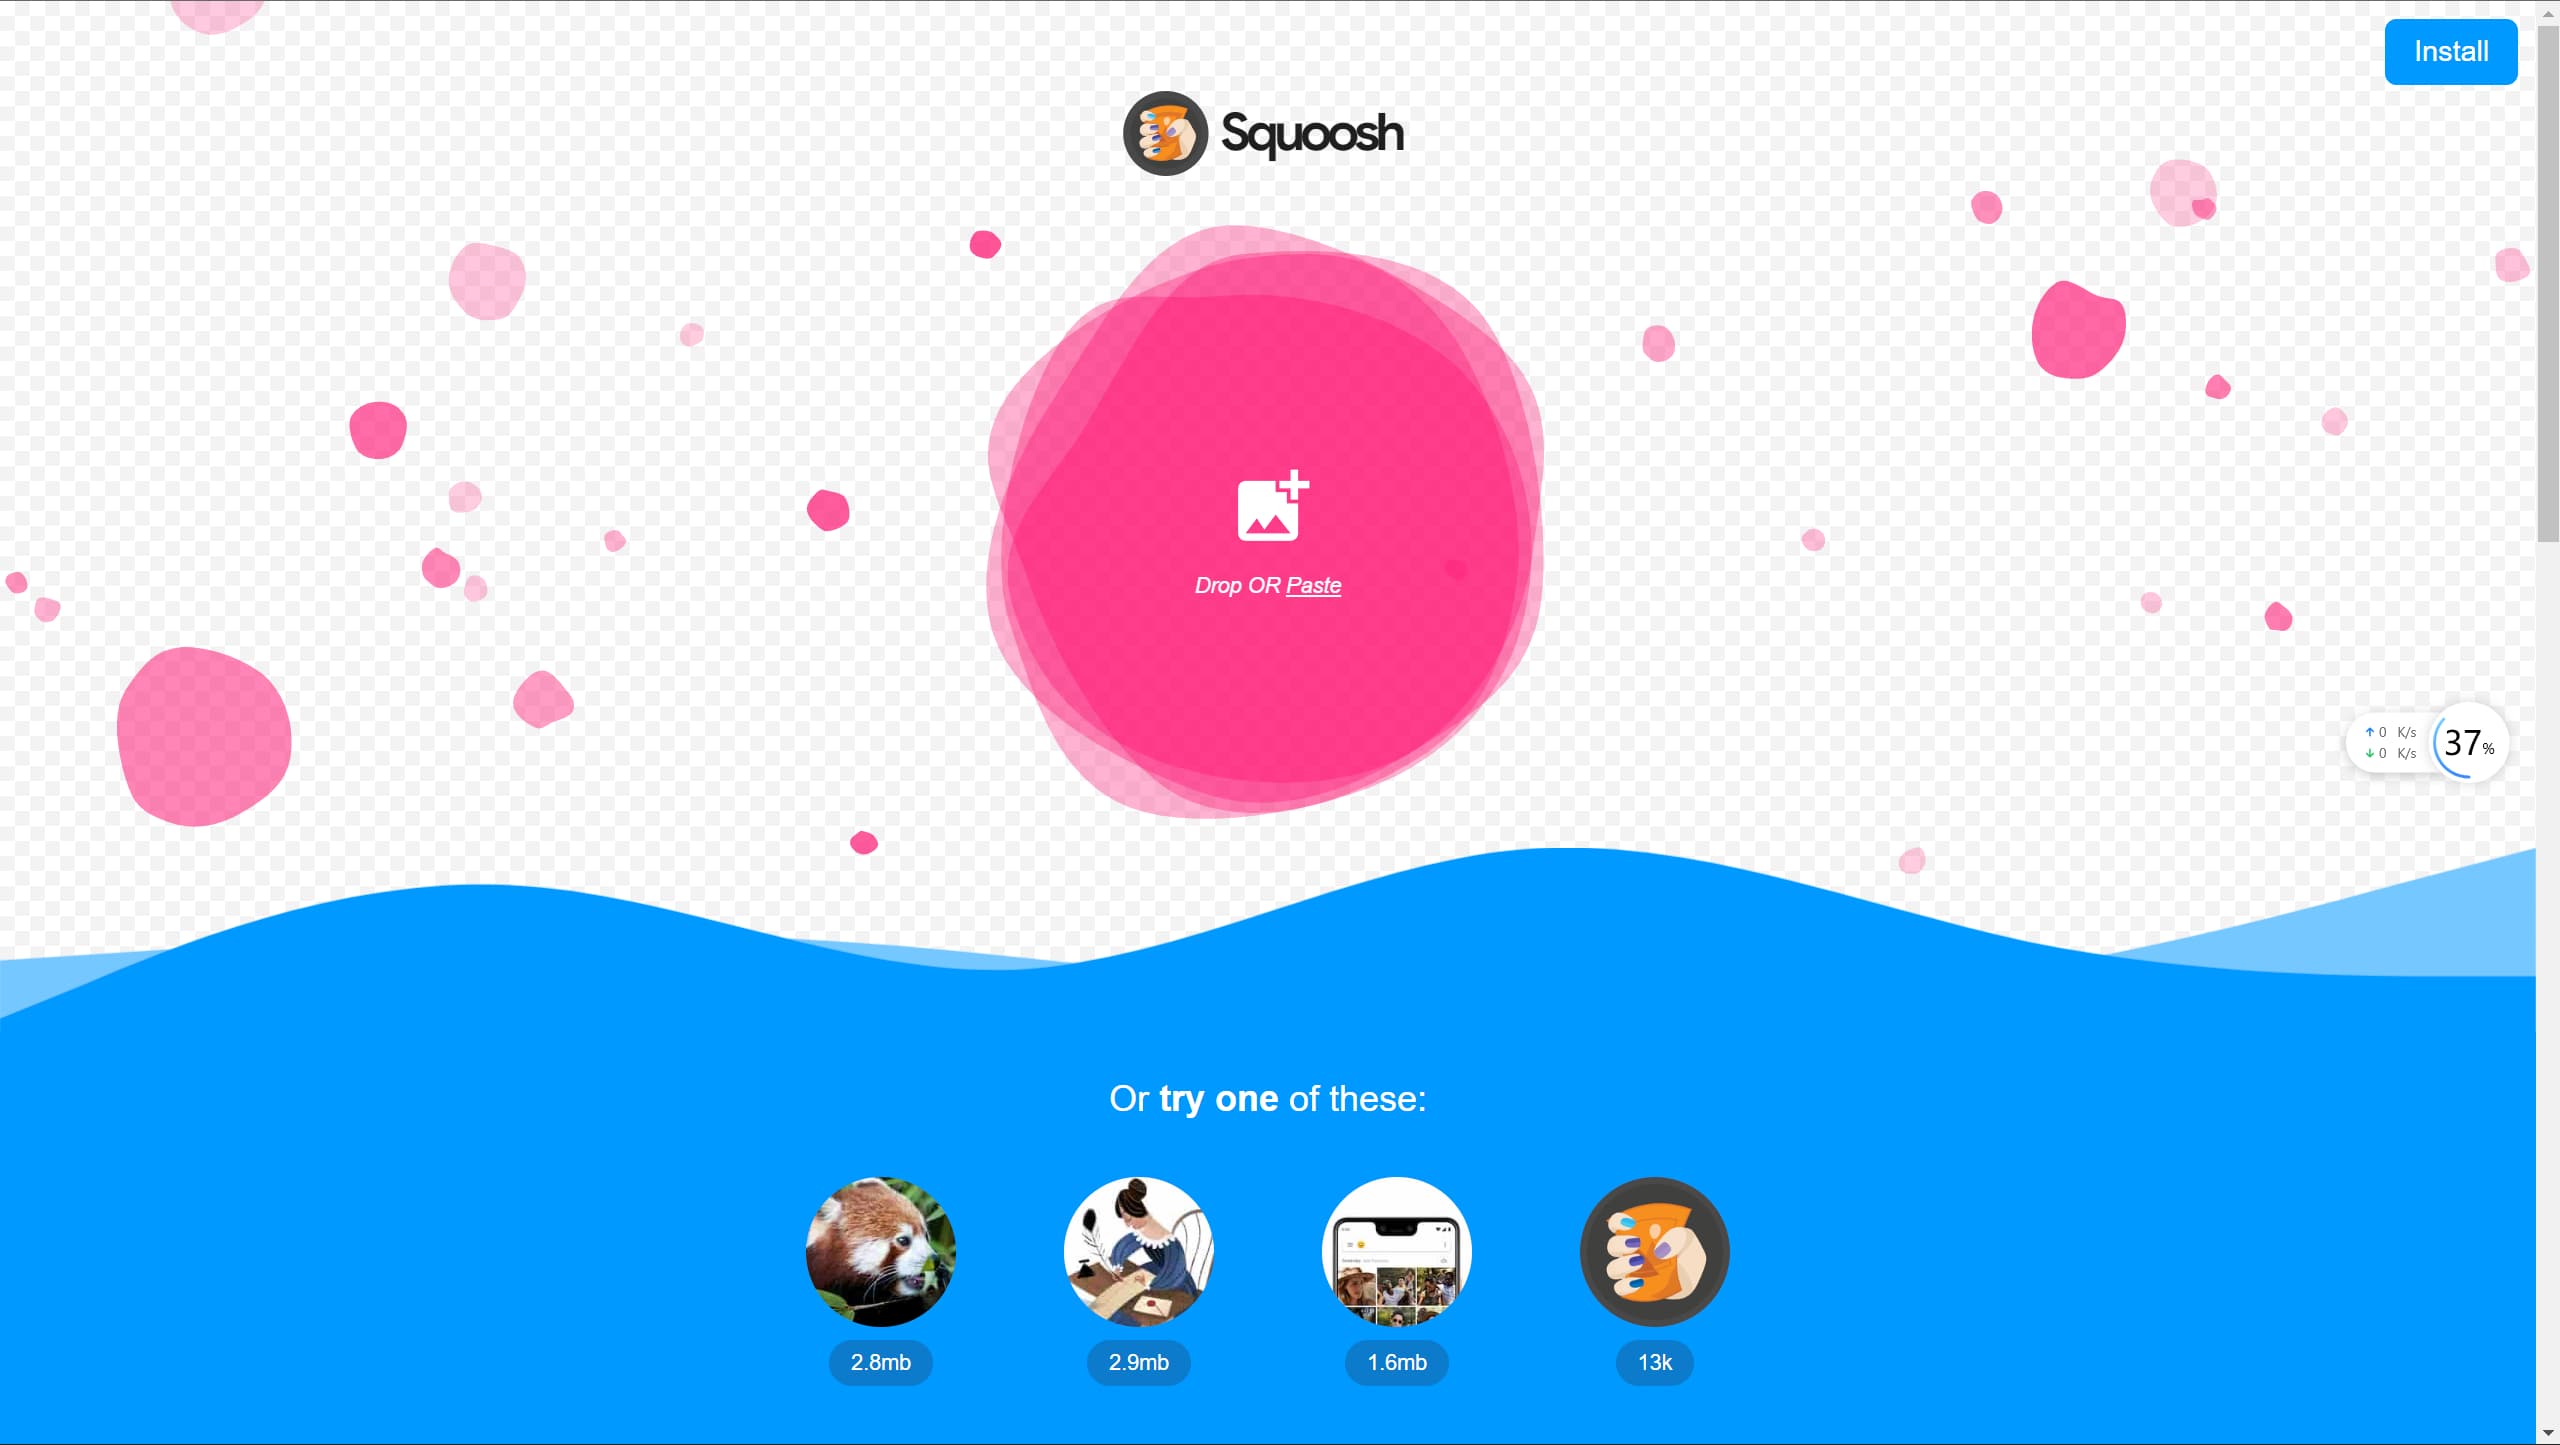 Install
Squoosh
Drop OR Paste
↑ 0 K/s
↓ 0 K/s
37%
Or try one of these:
2.8mb
2.9mb
1.6mb
13k